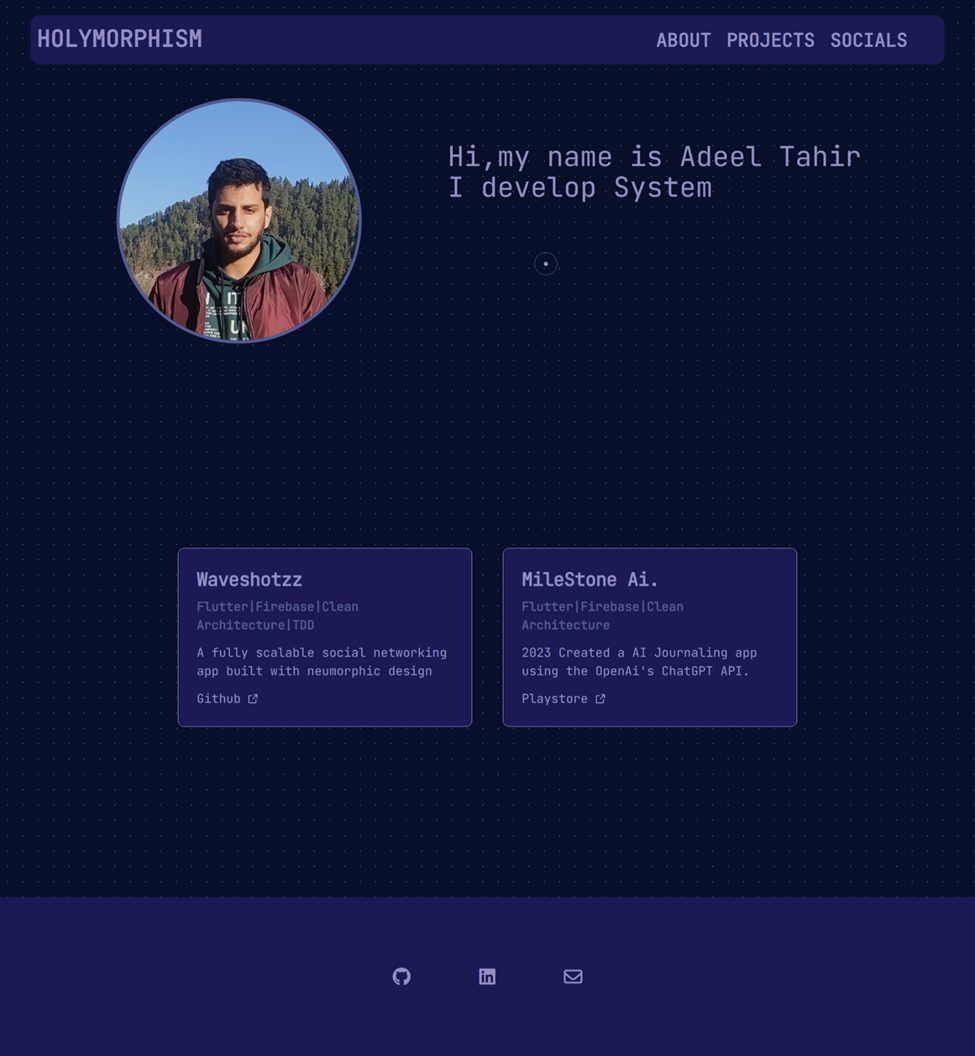 HOLYMORPHISM
ABOUT PROJECTS SOCIALS
Hi,my name is Adeel Tahir
I develop System
Waveshotzz
Flutter|Firebase|Clean
Architecture|TDD
A fully scalable social networking
app built with neumorphic design
Github
MileStone Ai.
Flutter|Firebase|Clean
Architecture
2023 Created a AI Journaling app
using the OpenAi's ChatGPT API.
Playstore